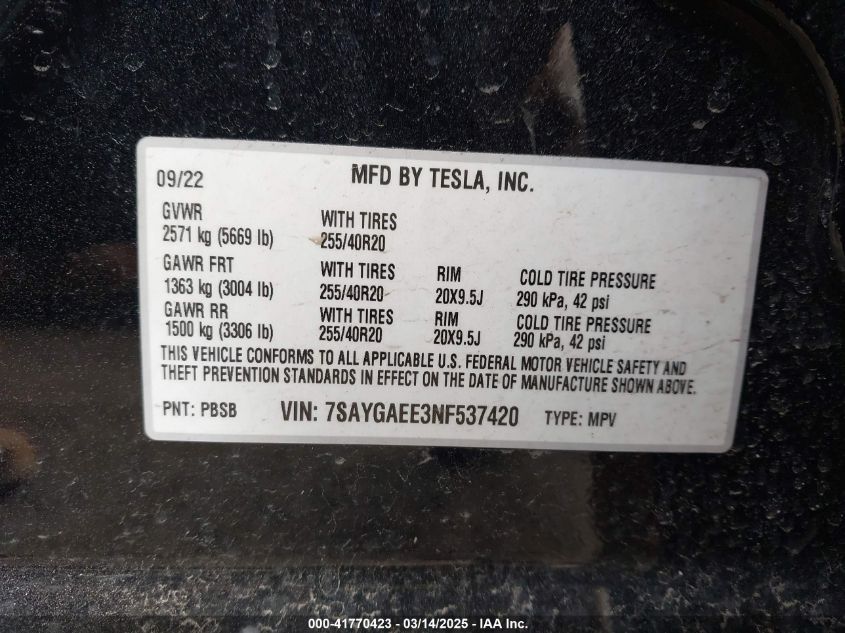 09/22 MFD BY TESLA, INC.
GVWR WITH TIRES
2571 kg (5669 lb) 255/40R20
GAWR FRT WITH TIRES RIM COLD TIRE PRESSURE
1363 kg (3004 lb) 255/40R20 20X9.5J 290 kPa, 42 psi
GAWR RR WITH TIRES RIM COLD TIRE PRESSURE
1500 kg (3306 lb) 255/40R20 20X9.5J 290 kPa, 42 psi
THIS VEHICLE CONFORMS TO ALL APPLICABLE U.S. FEDERAL MOTOR VEHICLE SAFETY AND
THEFT PREVENTION STANDARDS IN EFFECT ON THE DATE OF MANUFACTURE SHOWN ABOVE.
PNT: PBSB VIN: 7SAYGAEE3NF537420 TYPE: MPV
000-41770423 - 03/14/2025 - IAA Inc.